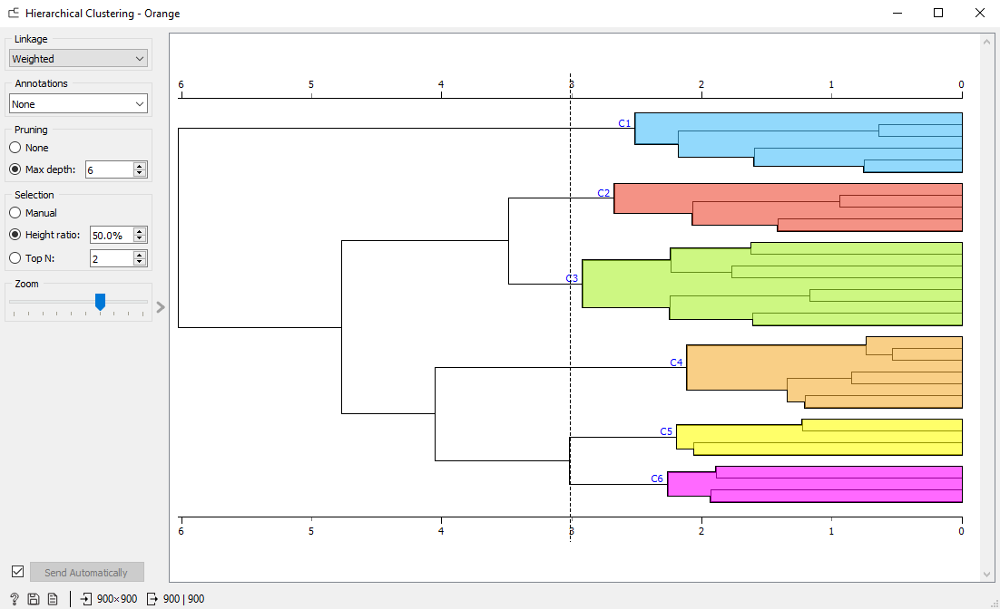 Hierarchical Clustering - Orange
Linkage
Weighted
Annotations
None
Pruning
None
Max depth: 6
Selection
Manual
Height ratio: 50.0%
Top N: 2
Zoom
Send Automatically
? 900×900 900 | 900
6 5 4 3 2 1 0
C1
C2
C3
C4
C5
C6
6 5 4 3 2 1 0